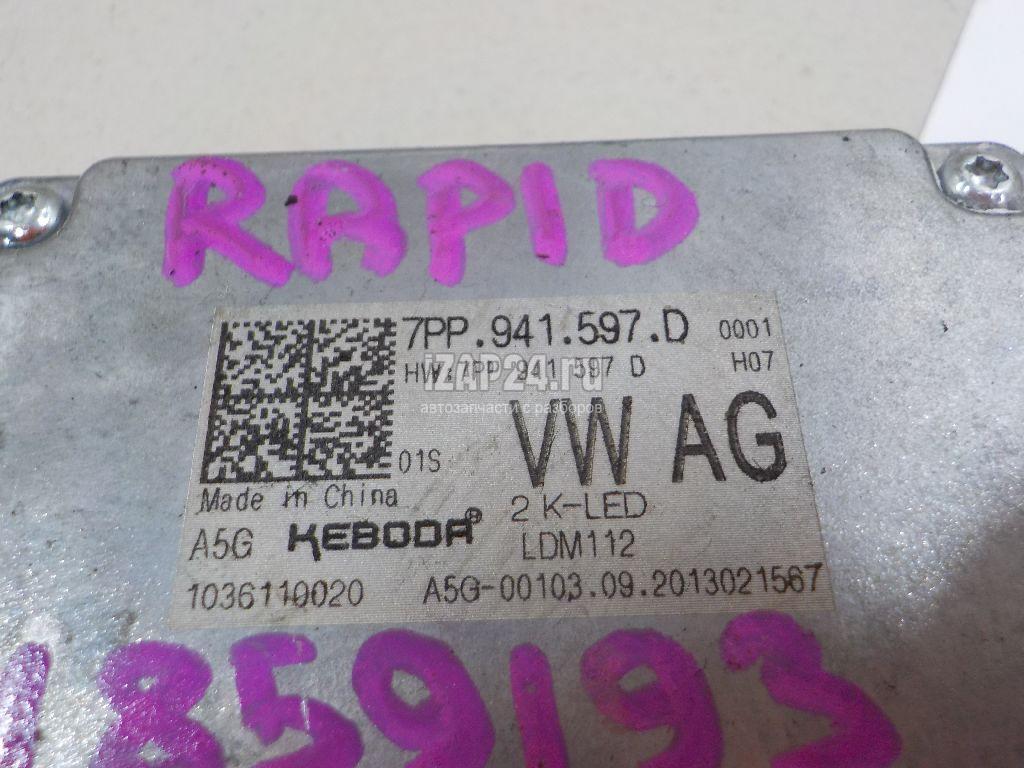 RAPID
7PP.941.597.D 0001
HW:7PP 941 597 D H07
iZAP24.ru
автозапчасти с разборов
VW AG
01S
Made in China
2 K-LED
A5G KEBODA® LDM112
1036110020 A5G-00103.09.2013021567
1859193